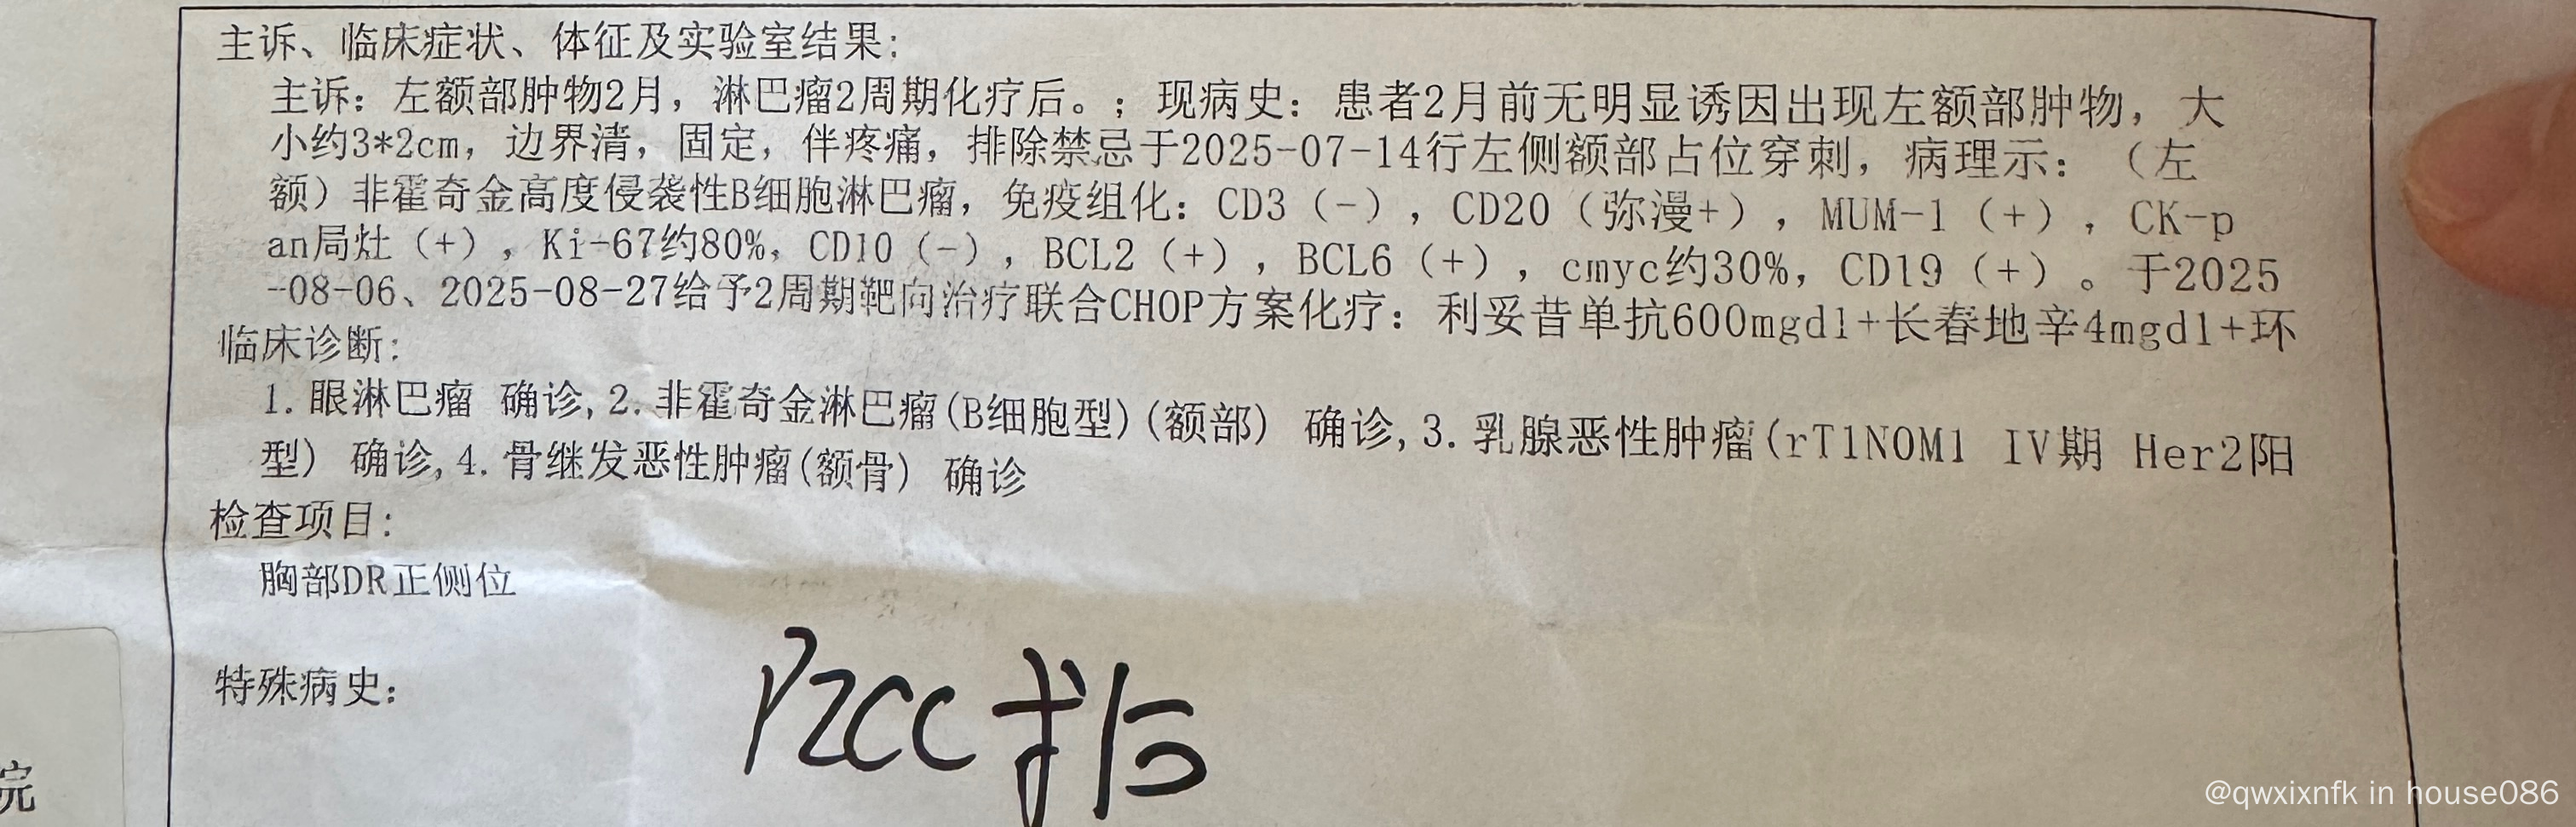 主诉、临床症状、体征及实验室结果:
主诉：左额部肿物2月，淋巴瘤2周期化疗后。；现病史：患者2月前无明显诱因出现左额部肿物，大
小约3*2cm，边界清，固定，伴疼痛，排除禁忌于2025-07-14行左侧额部占位穿刺，病理示：（左
额）非霍奇金高度侵袭性B细胞淋巴瘤，免疫组化：CD3（-），CD20（弥漫+），MUM-1（+），CK-p
an局灶（+），Ki-67约80%，CD10（-），BCL2（+），BCL6（+），cmyc约30%，CD19（+）。于2025
-08-06、2025-08-27给予2周期靶向治疗联合CHOP方案化疗：利妥昔单抗600mgd1+长春地辛4mgd1+环
临床诊断:
1.眼淋巴瘤 确诊,2.非霍奇金淋巴瘤(B细胞型)(额部) 确诊,3.乳腺恶性肿瘤(rT1N0M1 IV期 Her2阳
型) 确诊,4.骨继发恶性肿瘤(额骨) 确诊
检查项目:
胸部DR正侧位
特殊病史:
院
@qwxixnfk in house086